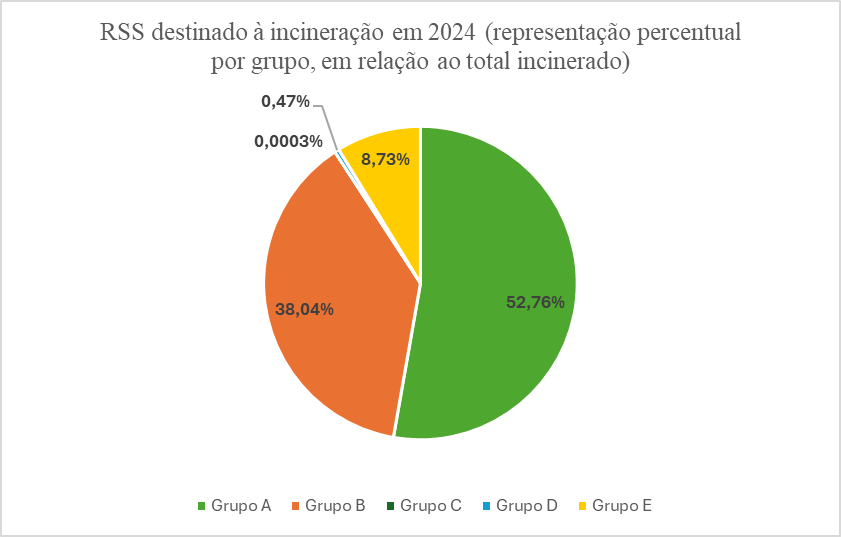 RSS destinado à incineração em 2024 (representação percentual
por grupo, em relação ao total incinerado)
0,47%
0,0003%
8,73%
52,76%
38,04%
Grupo A
Grupo B
Grupo C
Grupo D
Grupo E